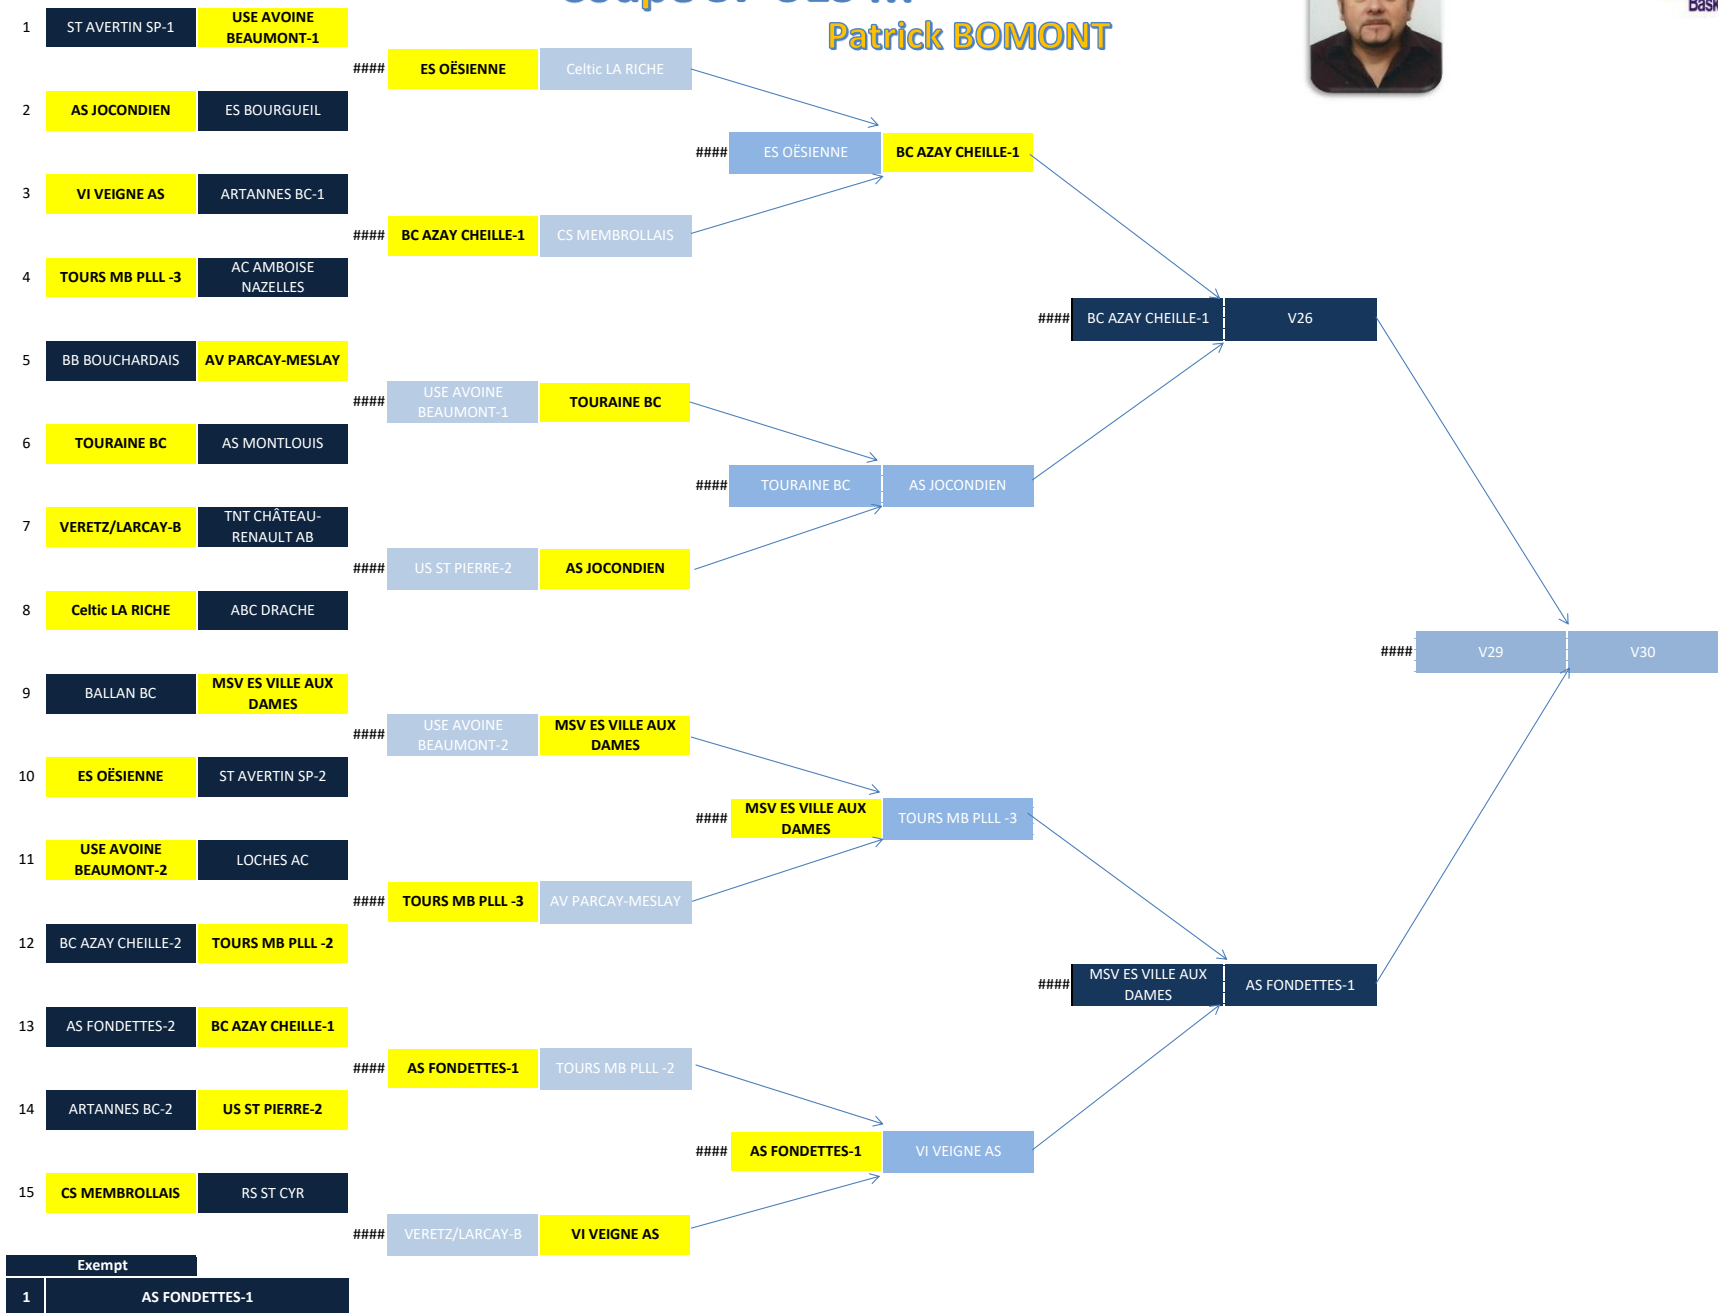 Patrick BOMONT
1 ST AVERTIN SP-1 USE AVOINE
BEAUMONT-1
#### ES OËSIENNE Celtic LA RICHE
2 AS JOCONDIEN ES BOURGUEIL
#### ES OËSIENNE BC AZAY CHEILLE-1
3 VI VEIGNE AS ARTANNES BC-1
#### BC AZAY CHEILLE-1 CS MEMBROLLAIS
4 TOURS MB PLLL -3 AC AMBOISE
NAZELLES
#### BC AZAY CHEILLE-1 V26
5 BB BOUCHARDAIS AV PARCAY-MESLAY
#### USE AVOINE
BEAUMONT-1 TOURAINE BC
6 TOURAINE BC AS MONTLOUIS
#### TOURAINE BC AS JOCONDIEN
7 VERETZ/LARCAY-B TNT CHÂTEAU-
RENAULT AB
#### US ST PIERRE-2 AS JOCONDIEN
8 Celtic LA RICHE ABC DRACHE
#### V29 V30
9 BALLAN BC MSV ES VILLE AUX
DAMES
#### USE AVOINE
BEAUMONT-2 MSV ES VILLE AUX
DAMES
10 ES OËSIENNE ST AVERTIN SP-2
#### MSV ES VILLE AUX
DAMES TOURS MB PLLL -3
11 USE AVOINE
BEAUMONT-2 LOCHES AC
#### TOURS MB PLLL -3 AV PARCAY-MESLAY
12 BC AZAY CHEILLE-2 TOURS MB PLLL -2
#### MSV ES VILLE AUX
DAMES AS FONDETTES-1
13 AS FONDETTES-2 BC AZAY CHEILLE-1
#### AS FONDETTES-1 TOURS MB PLLL -2
14 ARTANNES BC-2 US ST PIERRE-2
#### AS FONDETTES-1 VI VEIGNE AS
15 CS MEMBROLLAIS RS ST CYR
#### VERETZ/LARCAY-B VI VEIGNE AS
Exempt
1 AS FONDETTES-1